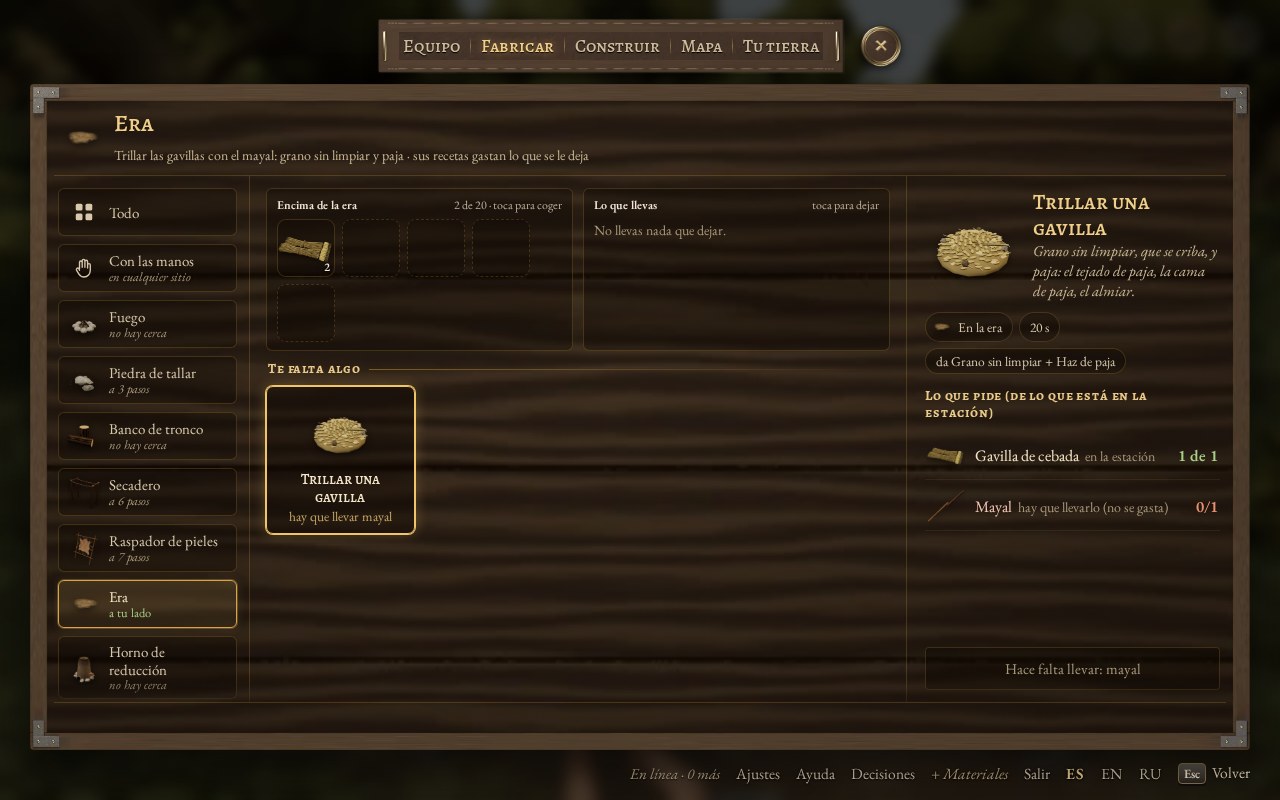 Equipo Fabricar Construir Mapa Tu tierra ✕
Era
Trillar las gavillas con el mayal: grano sin limpiar y paja · sus recetas gastan lo que se le deja
Todo
Con las manos
en cualquier sitio
Fuego
no hay cerca
Piedra de tallar
a 3 pasos
Banco de tronco
no hay cerca
Secadero
a 6 pasos
Raspador de pieles
a 7 pasos
Era
a tu lado
Horno de
reducción
no hay cerca
Encima de la era 2 de 20 · toca para coger
2
Lo que llevas toca para dejar
No llevas nada que dejar.
Te falta algo
Trillar una
gavilla
hay que llevar mayal
Trillar una
gavilla
Grano sin limpiar, que se criba, y
paja: el tejado de paja, la cama
de paja, el almiar.
En la era 20 s
da Grano sin limpiar + Haz de paja
Lo que pide (de lo que está en la
estación)
Gavilla de cebada en la estación 1 de 1
Mayal hay que llevarlo (no se gasta) 0/1
Hace falta llevar: mayal
En línea · 0 más Ajustes Ayuda Decisiones + Materiales Salir ES EN RU Esc Volver